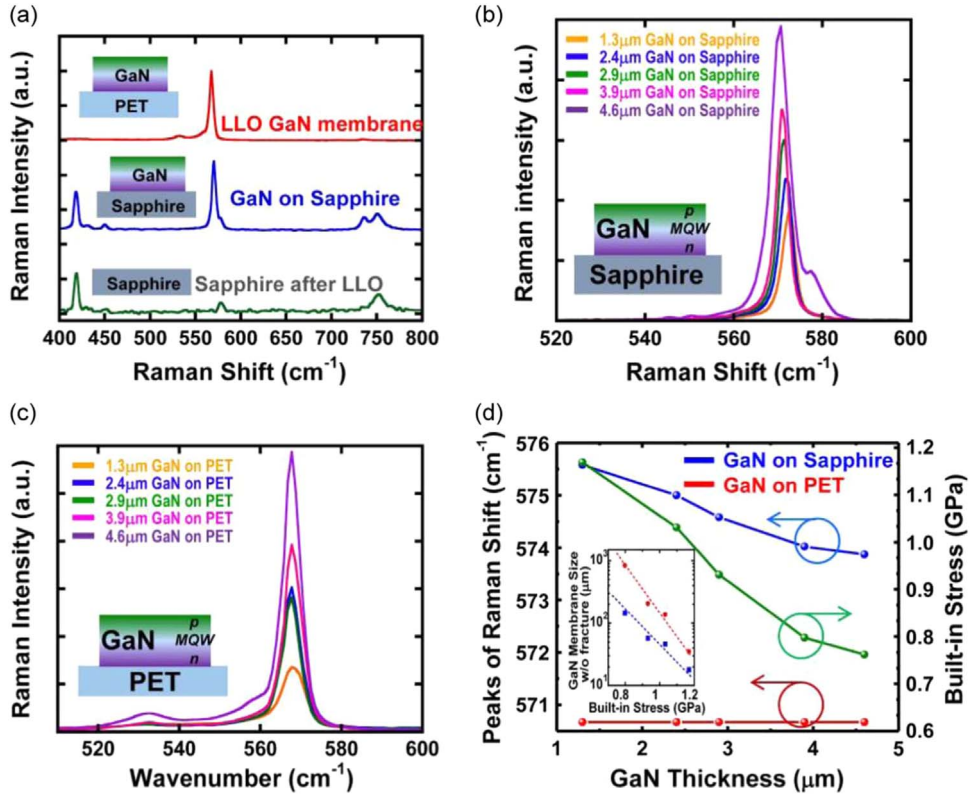 (a)
Raman Intensity (a.u.)
GaN
PET
LLO GaN membrane
GaN
Sapphire
GaN on Sapphire
Sapphire
Sapphire after LLO
400 450 500 550 600 650 700 750 800
Raman Shift (cm-1)
(b)
Raman intensity (a.u.)
1.3μm GaN on Sapphire
2.4μm GaN on Sapphire
2.9μm GaN on Sapphire
3.9μm GaN on Sapphire
4.6μm GaN on Sapphire
p
GaN MQW
n
Sapphire
520 540 560 580 600
Raman Shift (cm-1)
(c)
Raman Intensity (a.u.)
1.3μm GaN on PET
2.4μm GaN on PET
2.9μm GaN on PET
3.9μm GaN on PET
4.6μm GaN on PET
p
GaN MQW
n
PET
520 540 560 580 600
Wavenumber (cm-1)
(d)
Peaks of Raman Shift (cm-1)
576
575
574
573
572
571
GaN on Sapphire
GaN on PET
GaN Membrane Size
w/o fracture (μm)
10³
10²
10¹
0.8 0.9 1.0 1.1 1.2
Built-in Stress (GPa)
1.2
1.1
1.0
0.9
0.8
0.7
0.6
Built-in Stress (GPa)
1 2 3 4 5
GaN Thickness (μm)